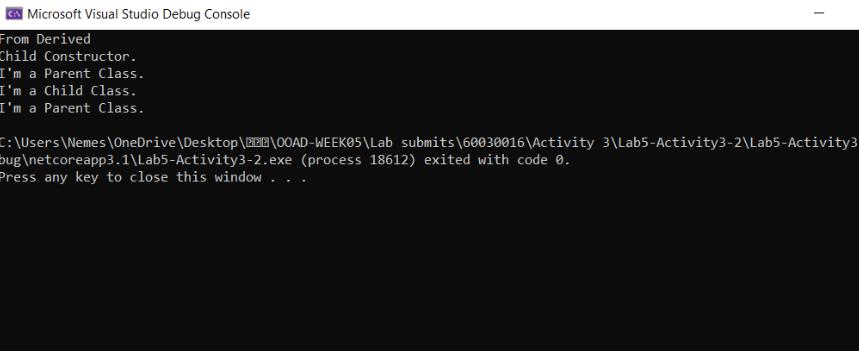 Microsoft Visual Studio Debug Console
From Derived
Child Constructor.
I'm a Parent Class.
I'm a Child Class.
I'm a Parent Class.
C:\Users\Nemes\OneDrive\Desktop\\OOAD-WEEK05\Lab submits\60030016\Activity 3\Lab5-Activity3-2\Lab5-Activity3
bug\netcoreapp3.1\Lab5-Activity3-2.exe (process 18612) exited with code 0.
Press any key to close this window . . .